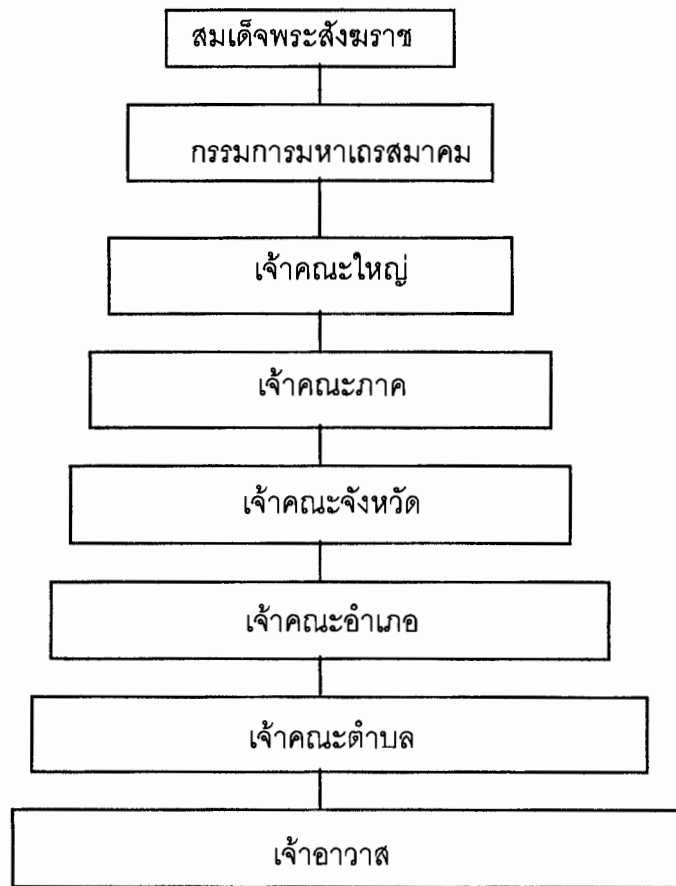 สมเด็จพระสังฆราช
กรรมการมหาเถรสมาคม
เจ้าคณะใหญ่
เจ้าคณะภาค
เจ้าคณะจังหวัด
เจ้าคณะอำเภอ
เจ้าคณะตำบล
เจ้าอาวาส